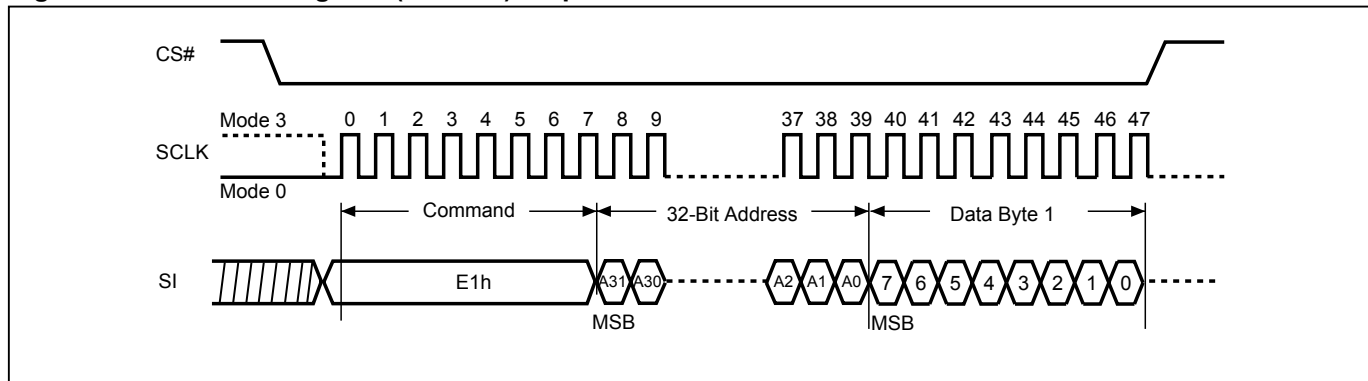 CS#
Mode 3
0 1 2 3 4 5 6 7 8 9 37 38 39 40 41 42 43 44 45 46 47
SCLK
Mode 0
Command 32-Bit Address Data Byte 1
SI E1h A31 A30 A2 A1 A0 7 6 5 4 3 2 1 0
MSB MSB